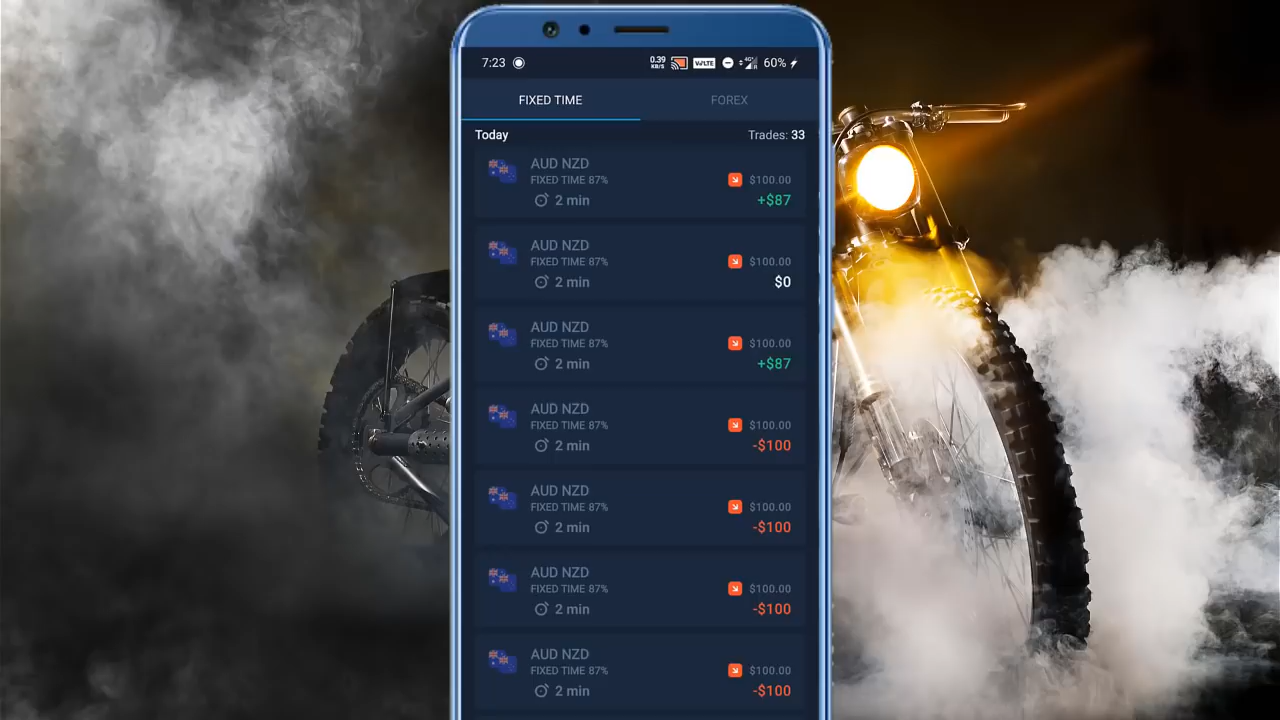 7:23 0.39 KB/S VoLTE 4G 60%
FIXED TIME FOREX
Today Trades: 33
AUD NZD
FIXED TIME 87% $100.00
2 min +$87
AUD NZD
FIXED TIME 87% $100.00
2 min $0
AUD NZD
FIXED TIME 87% $100.00
2 min +$87
AUD NZD
FIXED TIME 87% $100.00
2 min -$100
AUD NZD
FIXED TIME 87% $100.00
2 min -$100
AUD NZD
FIXED TIME 87% $100.00
2 min -$100
AUD NZD
FIXED TIME 87% $100.00
2 min -$100